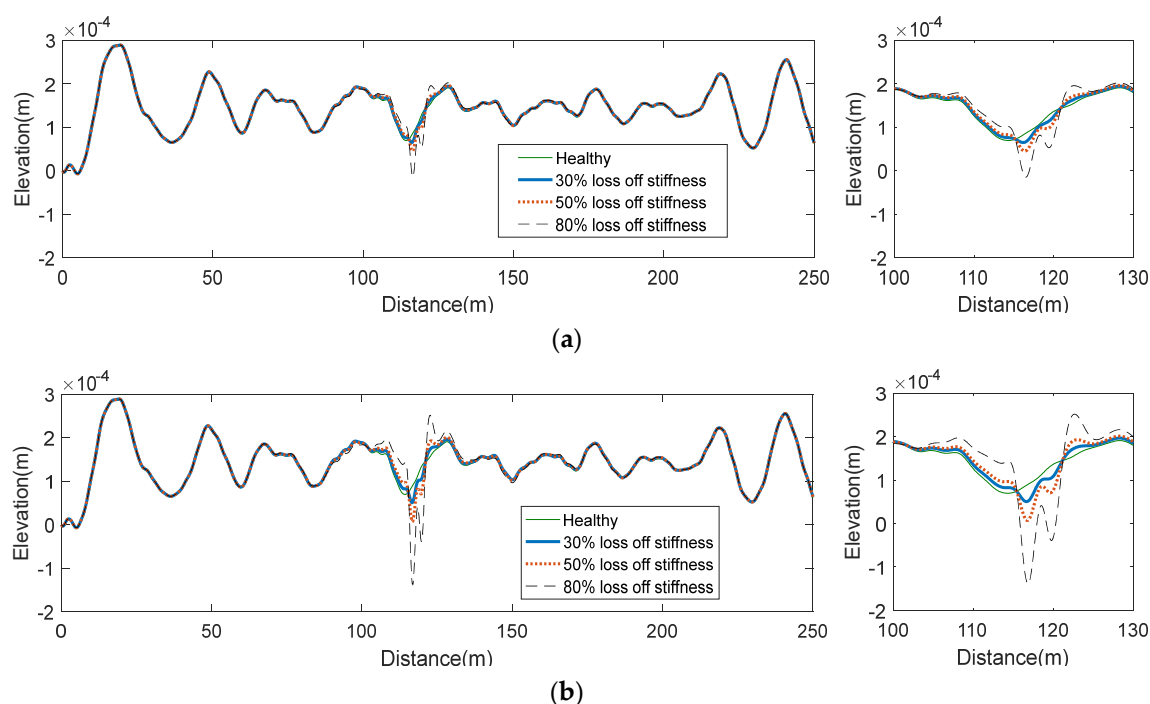 ×10⁻⁴
×10⁻⁴
Elevation(m)
3
2
1
0
-1
-2
Healthy
30% loss off stiffness
50% loss off stiffness
80% loss off stiffness
0 50 100 150 200 250
Distance(m)
Elevation(m)
3
2
1
0
-1
-2
100 110 120 130
Distance(m)
(a)
×10⁻⁴
×10⁻⁴
Elevation(m)
3
2
1
0
-1
-2
Healthy
30% loss off stiffness
50% loss off stiffness
80% loss off stiffness
0 50 100 150 200 250
Distance(m)
Elevation(m)
3
2
1
0
-1
-2
100 110 120 130
Distance(m)
(b)